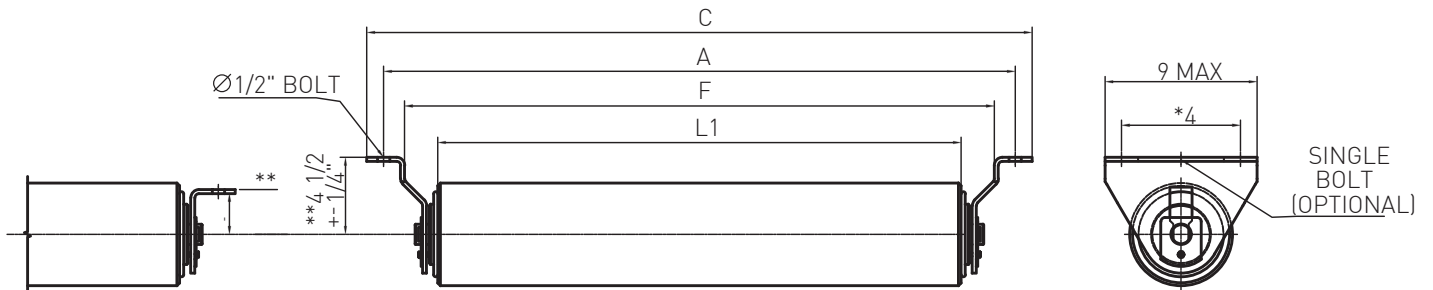 C
A
Ø1/2" BOLT
F
9 MAX
*4
L1
**
**4 1/2
+- 1/4"
SINGLE
BOLT
(OPTIONAL)